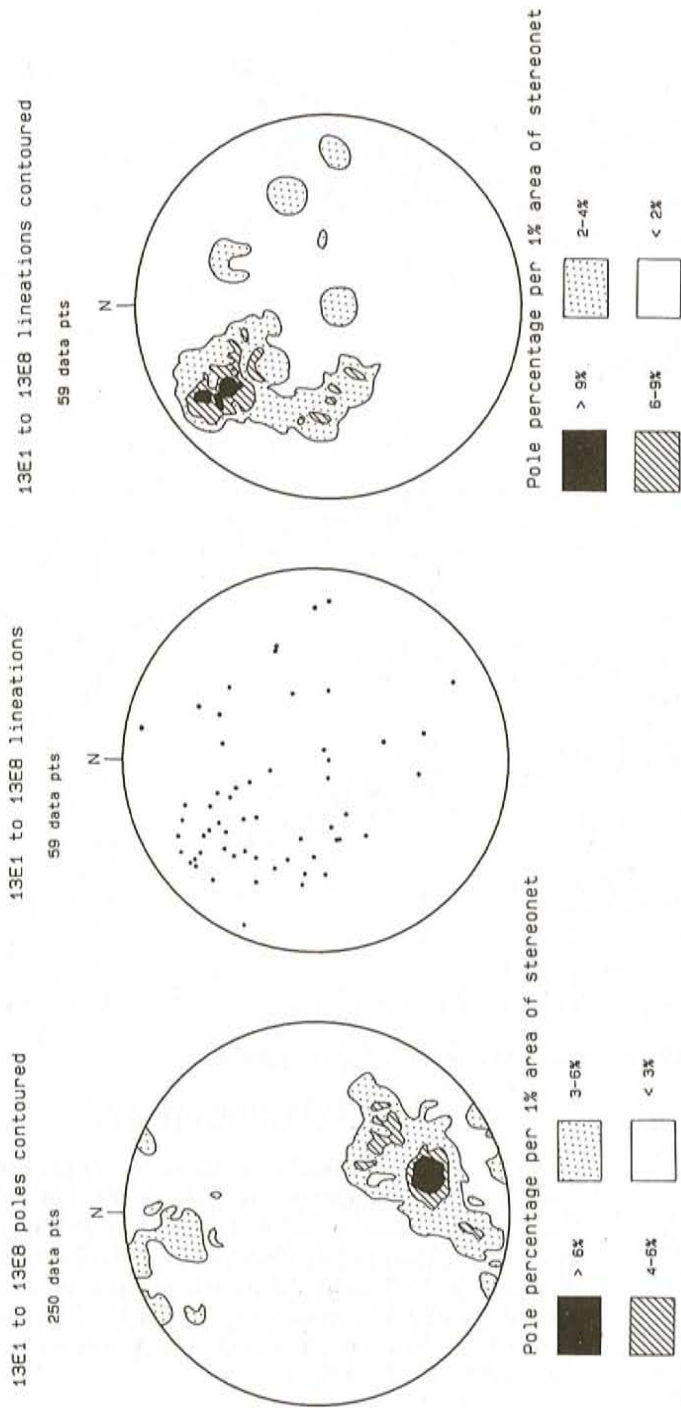 13E1 to 13E8 poles contoured
250 data pts
N
Pole percentage per 1% area of stereonet
> 6%
3-6%
4-6%
< 3%
13E1 to 13E8 lineations
59 data pts
N
13E1 to 13E8 lineations contoured
59 data pts
N
Pole percentage per 1% area of stereonet
> 9%
2-4%
6-9%
< 2%